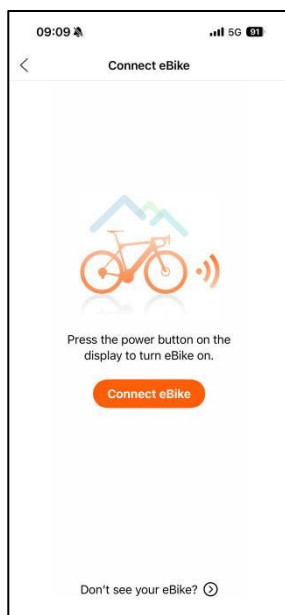 09:09 5G 91
Connect eBike
Press the power button on the
display to turn eBike on.
Connect eBike
Don't see your eBike?